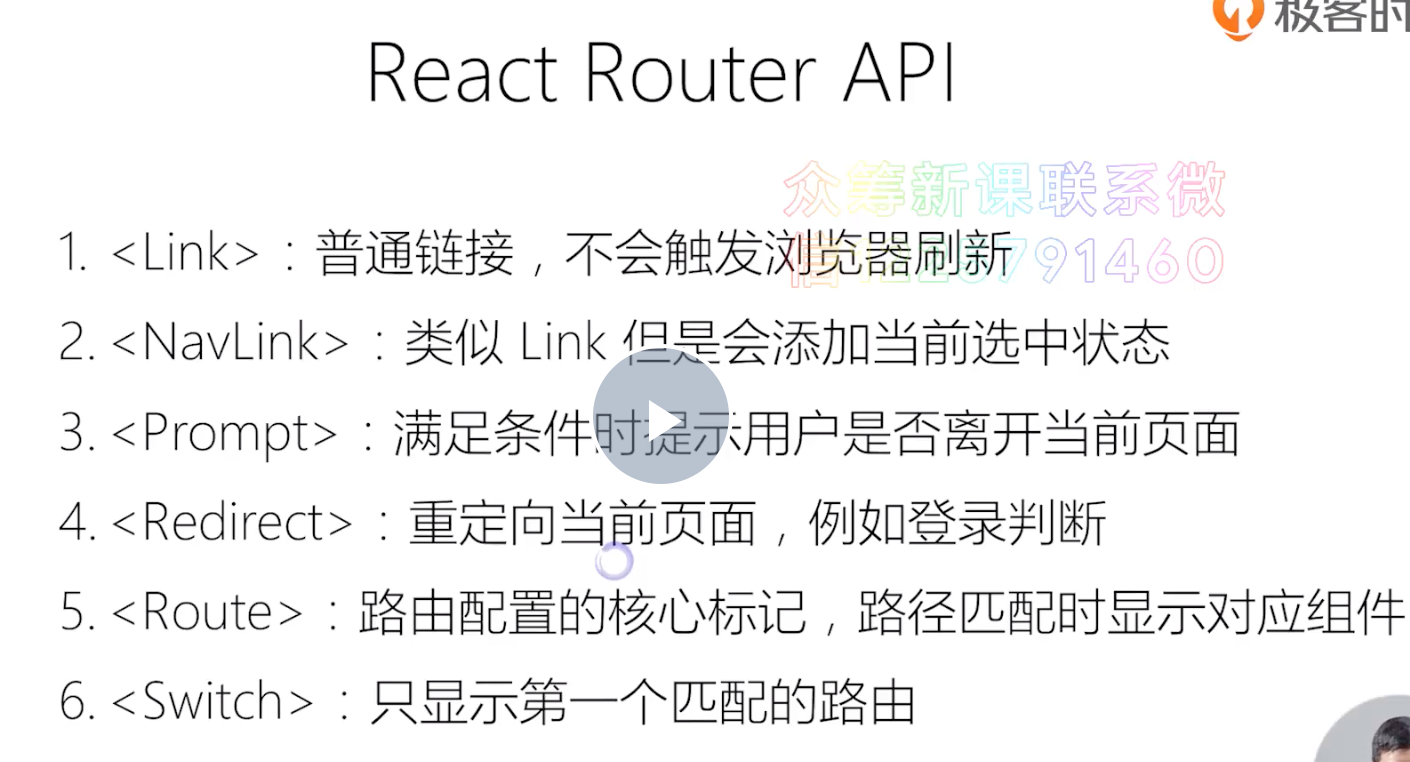 极客时
React Router API
众筹新课联系微
1. <Link>：普通链接，不会触发浏览器刷新
791460
2. <NavLink>：类似 Link 但是会添加当前选中状态
3. <Prompt>：满足条件时提示用户是否离开当前页面
4. <Redirect>：重定向当前页面，例如登录判断
5. <Route>：路由配置的核心标记，路径匹配时显示对应组件
6. <Switch>：只显示第一个匹配的路由